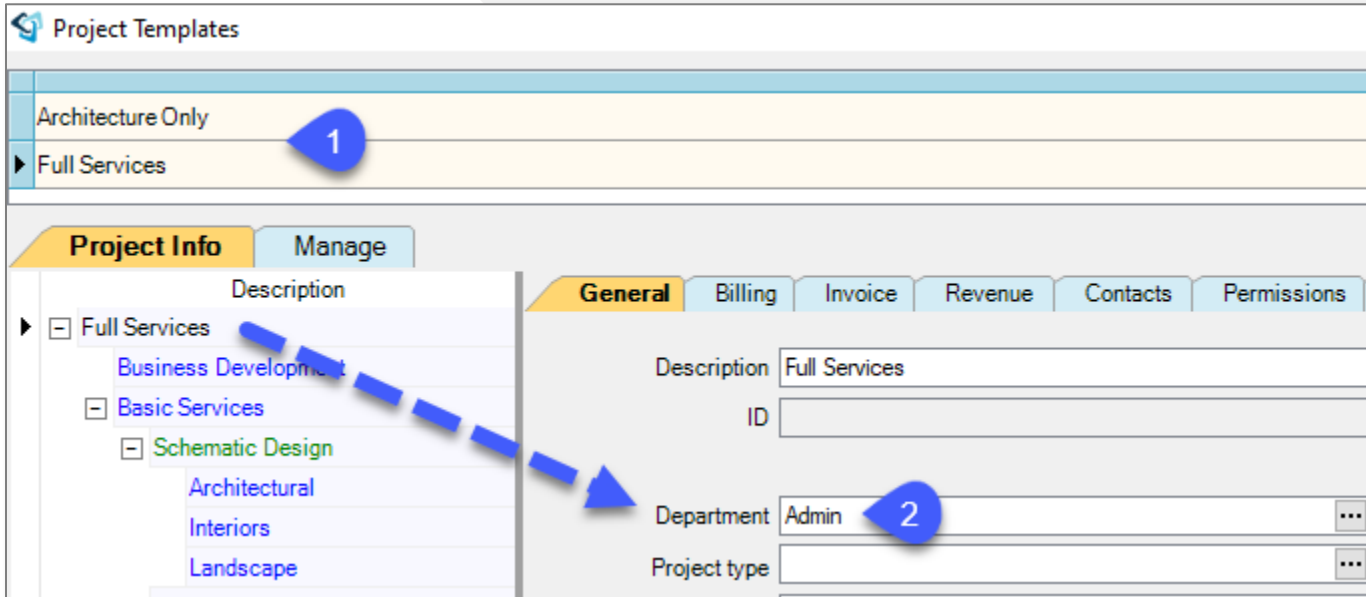 Project Templates
Architecture Only
1
Full Services
Project Info Manage
Description
General Billing Invoice Revenue Contacts Permissions
Full Services
Business Development
Description Full Services
Basic Services
ID
Schematic Design
Architectural
Department Admin 2 ...
Interiors
Project type ...
Landscape